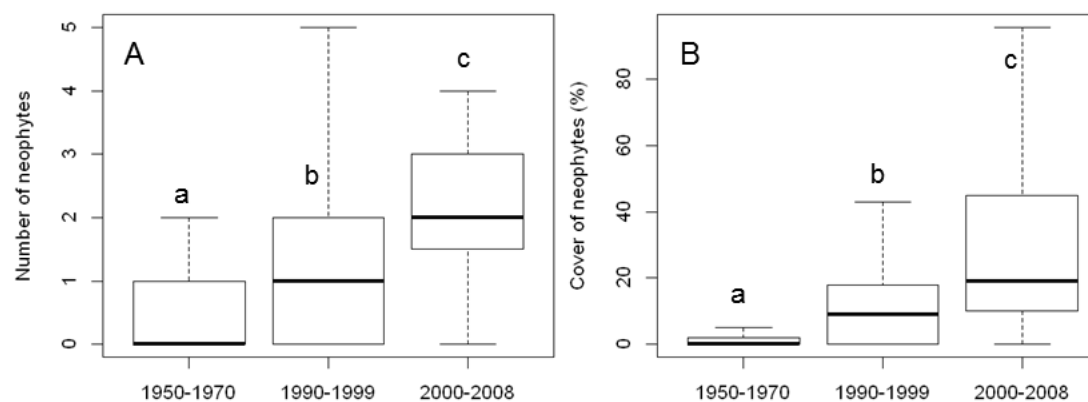 A
Number of neophytes
5
4
3
2
1
0
a
b
c
1950-1970 1990-1999 2000-2008
B
Cover of neophytes (%)
80
60
40
20
0
a
b
c
1950-1970 1990-1999 2000-2008